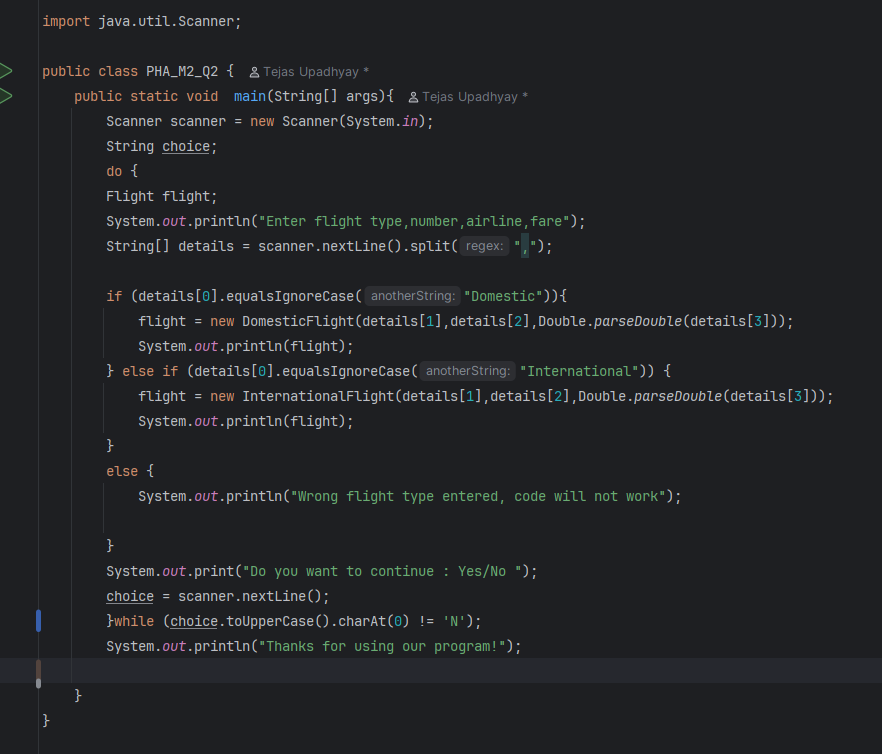 import java.util.Scanner;
public class PHA_M2_Q2 { Tejas Upadhyay *
    public static void  main(String[] args){ Tejas Upadhyay *
        Scanner scanner = new Scanner(System.in);
        String choice;
        do {
        Flight flight;
        System.out.println("Enter flight type,number,airline,fare");
        String[] details = scanner.nextLine().split( regex: ",");
        if (details[0].equalsIgnoreCase( anotherString: "Domestic")){
            flight = new DomesticFlight(details[1],details[2],Double.parseDouble(details[3]));
            System.out.println(flight);
        } else if (details[0].equalsIgnoreCase( anotherString: "International")) {
            flight = new InternationalFlight(details[1],details[2],Double.parseDouble(details[3]));
            System.out.println(flight);
        }
        else {
            System.out.println("Wrong flight type entered, code will not work");
        }
        System.out.print("Do you want to continue : Yes/No ");
        choice = scanner.nextLine();
        }while (choice.toUpperCase().charAt(0) != 'N');
        System.out.println("Thanks for using our program!");
    }
}